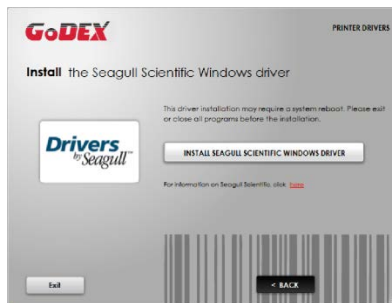 GoDEX
PRINTER DRIVERS
Install the Seagull Scientific Windows driver
This driver installation may require a system reboot. Please exit
or close all programs before the installation.
Drivers
by Seagull™
INSTALL SEAGULL SCIENTIFIC WINDOWS DRIVER
For information on Seagull Scientific, click here
Exit
< BACK